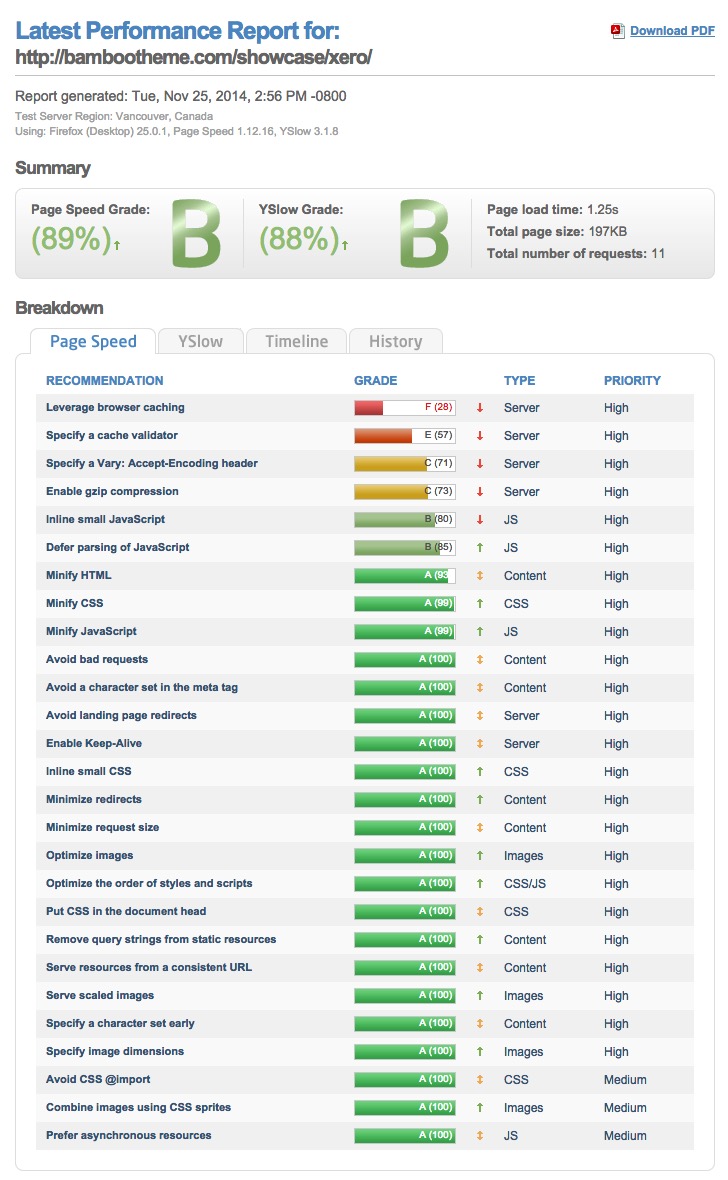 Latest Performance Report for:
Download PDF
http://bambootheme.com/showcase/xero/
Report generated: Tue, Nov 25, 2014, 2:56 PM -0800
Test Server Region: Vancouver, Canada
Using: Firefox (Desktop) 25.0.1, Page Speed 1.12.16, YSlow 3.1.8
Summary
Page Speed Grade:
(89%)
B
YSlow Grade:
(88%)
B
Page load time: 1.25s
Total page size: 197KB
Total number of requests: 11
Breakdown
Page Speed YSlow Timeline History
RECOMMENDATION GRADE TYPE PRIORITY
Leverage browser caching F (28) Server High
Specify a cache validator E (57) Server High
Specify a Vary: Accept-Encoding header C (71) Server High
Enable gzip compression C (73) Server High
Inline small JavaScript B (80) JS High
Defer parsing of JavaScript B (85) JS High
Minify HTML A (93 Content High
Minify CSS A (99) CSS High
Minify JavaScript A (99) JS High
Avoid bad requests A (100) Content High
Avoid a character set in the meta tag A (100) Content High
Avoid landing page redirects A (100) Server High
Enable Keep-Alive A (100) Server High
Inline small CSS A (100) CSS High
Minimize redirects A (100) Content High
Minimize request size A (100) Content High
Optimize images A (100) Images High
Optimize the order of styles and scripts A (100) CSS/JS High
Put CSS in the document head A (100) CSS High
Remove query strings from static resources A (100) Content High
Serve resources from a consistent URL A (100) Content High
Serve scaled images A (100) Images High
Specify a character set early A (100) Content High
Specify image dimensions A (100) Images High
Avoid CSS @import A (100) CSS Medium
Combine images using CSS sprites A (100) Images Medium
Prefer asynchronous resources A (100) JS Medium